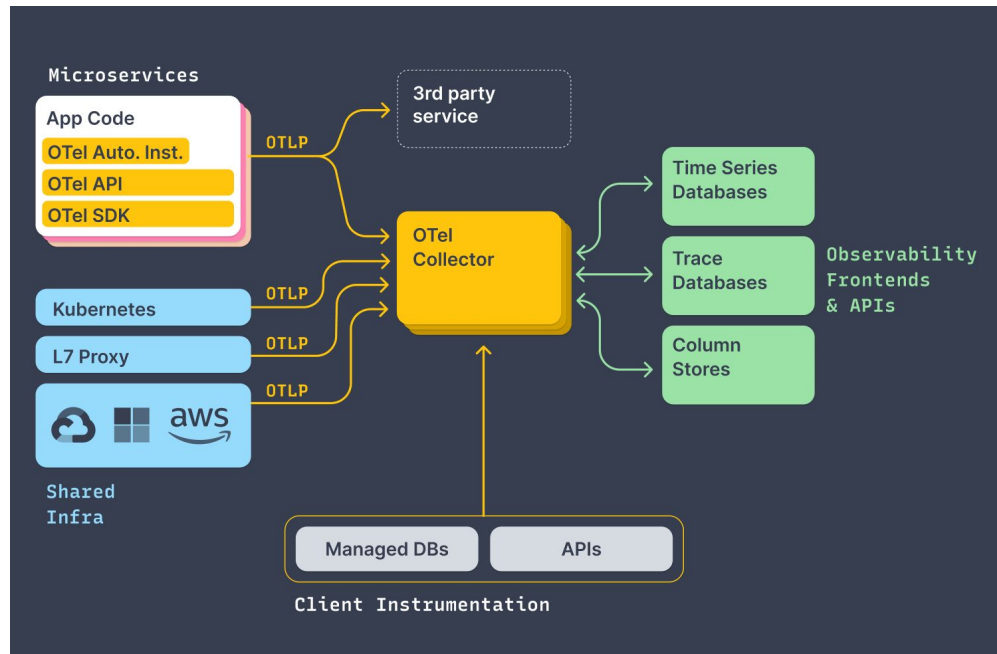 Microservices
App Code
OTel Auto. Inst.
OTel API
OTel SDK
OTLP
3rd party
service
OTel
Collector
Kubernetes
OTLP
L7 Proxy
OTLP
OTLP
aws
Shared
Infra
Time Series
Databases
Trace
Databases
Column
Stores
Observability
Frontends
& APIs
Managed DBs
APIs
Client Instrumentation